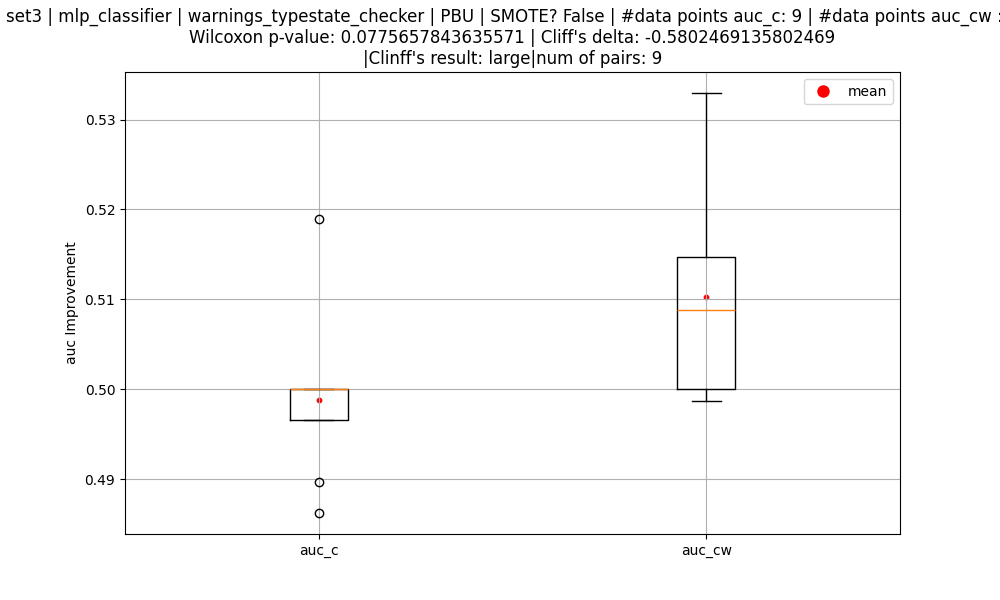 set3 | mlp_classifier | warnings_typestate_checker | PBU | SMOTE? False | #data points auc_c: 9 | #data points auc_cw :
Wilcoxon p-value: 0.0775657843635571 | Cliff's delta: -0.5802469135802469
|Clinff's result: large|num of pairs: 9
mean
0.53
0.52
0.51
0.50
0.49
auc Improvement
auc_c
auc_cw